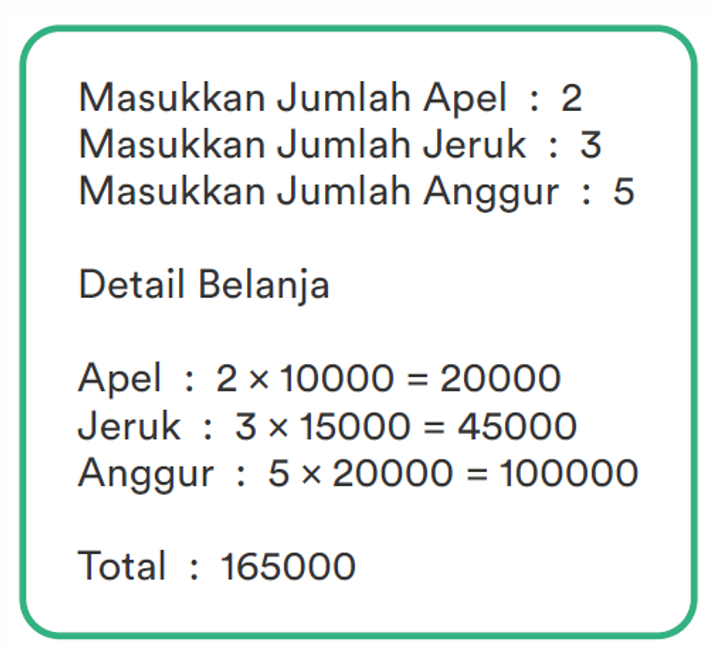 Masukkan Jumlah Apel : 2
Masukkan Jumlah Jeruk : 3
Masukkan Jumlah Anggur : 5
Detail Belanja
Apel : 2 × 10000 = 20000
Jeruk : 3 × 15000 = 45000
Anggur : 5 × 20000 = 100000
Total : 165000